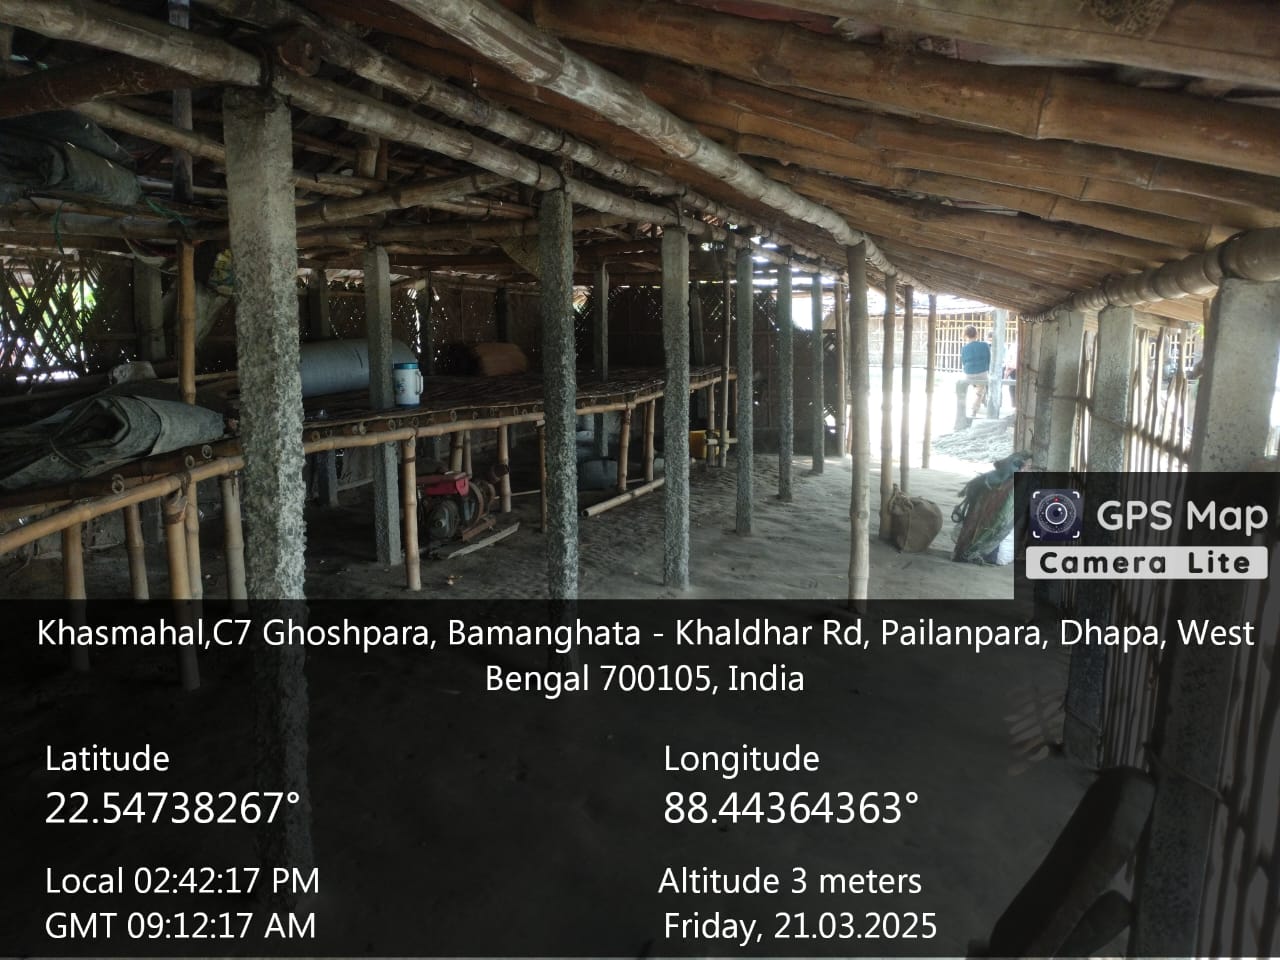 GPS Map
Camera Lite
Khasmahal,C7 Ghoshpara, Bamanghata - Khaldhar Rd, Pailanpara, Dhapa, West
Bengal 700105, India
Latitude
22.54738267°
Longitude
88.44364363°
Local 02:42:17 PM
GMT 09:12:17 AM
Altitude 3 meters
Friday, 21.03.2025